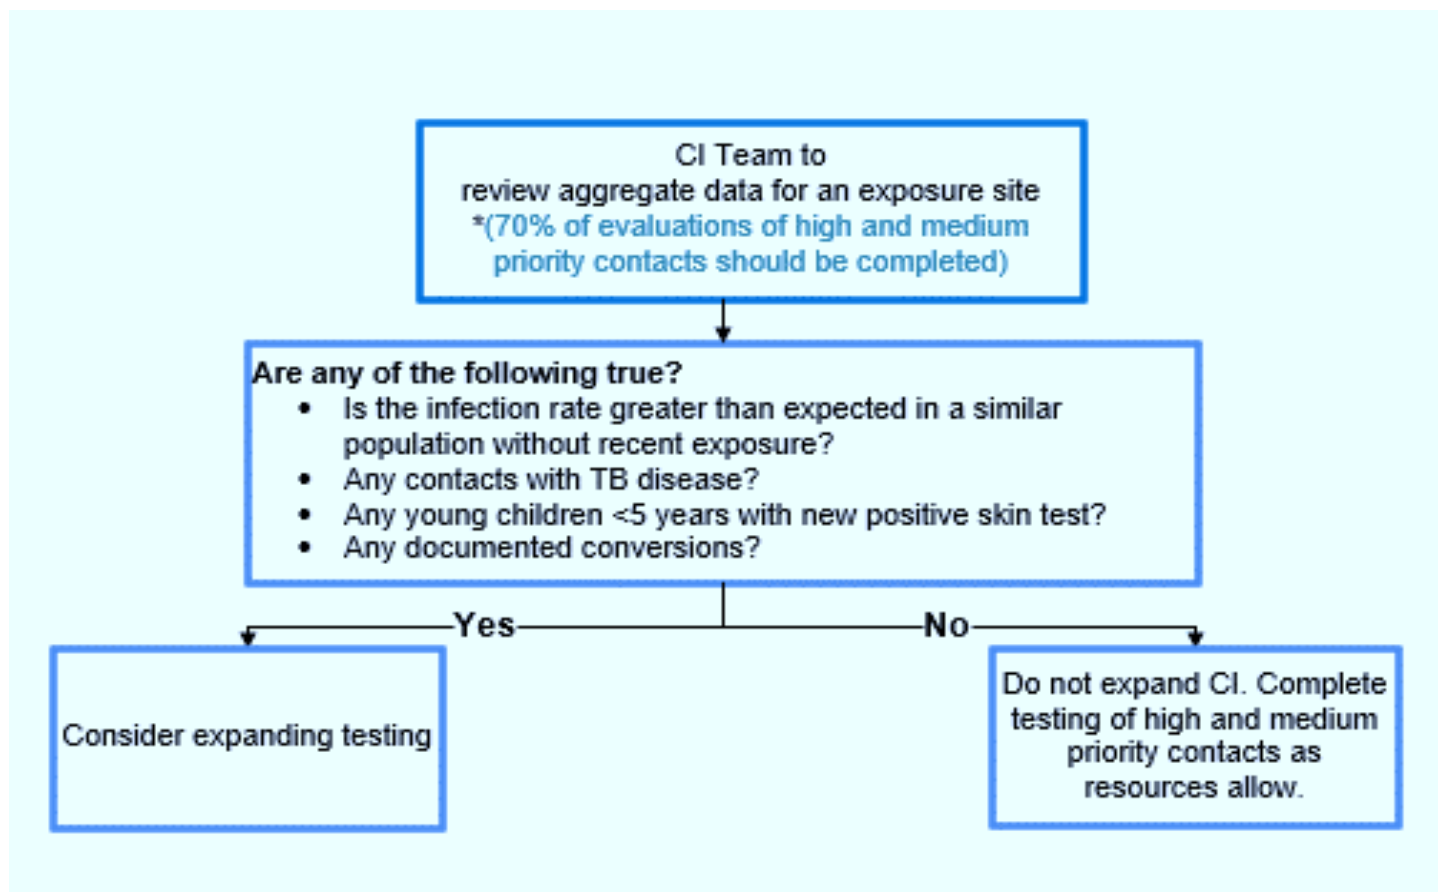 CI Team to
review aggregate data for an exposure site
*(70% of evaluations of high and medium
priority contacts should be completed)
Are any of the following true?
• Is the infection rate greater than expected in a similar
population without recent exposure?
• Any contacts with TB disease?
• Any young children <5 years with new positive skin test?
• Any documented conversions?
Yes
No
Consider expanding testing
Do not expand CI. Complete
testing of high and medium
priority contacts as
resources allow.